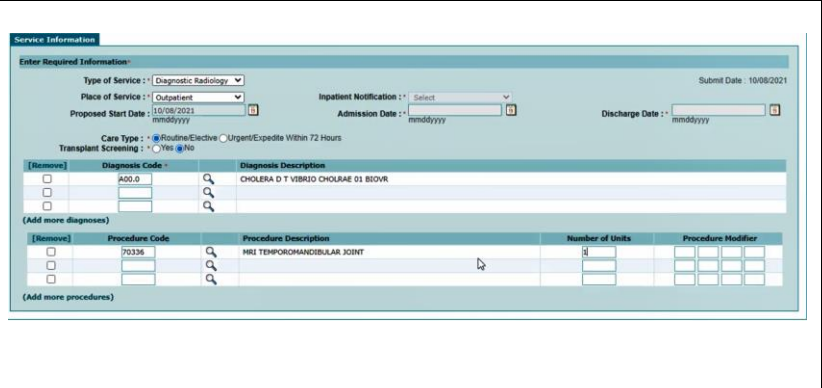 Service Information
Enter Required Information*
Type of Service : * Diagnostic Radiology
Submit Date : 10/08/2021
Place of Service : * Outpatient Inpatient Notification : * Select
Proposed Start Date : 10/08/2021 Admission Date : * Discharge Date : *
mmddyyyy mmddyyyy mmddyyyy
Care Type : * Routine/Elective Urgent/Expedite Within 72 Hours
Transplant Screening : * Yes No
[Remove] Diagnosis Code * Diagnosis Description
A00.0 CHOLERA D T VIBRIO CHOLRAE 01 BIOVR
(Add more diagnoses)
[Remove] Procedure Code Procedure Description Number of Units Procedure Modifier
70336 MRI TEMPOROMANDIBULAR JOINT 1
(Add more procedures)